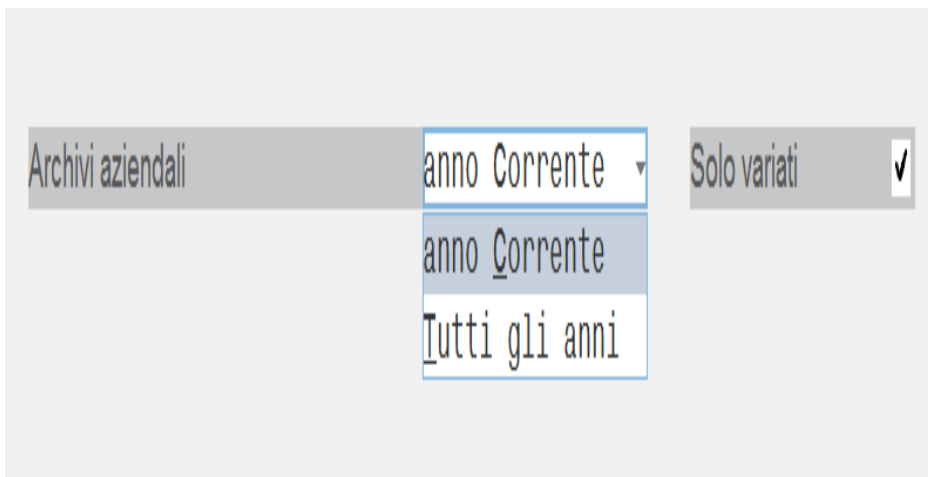 Archivi aziendali anno Corrente Solo variati
anno Corrente
Tutti gli anni